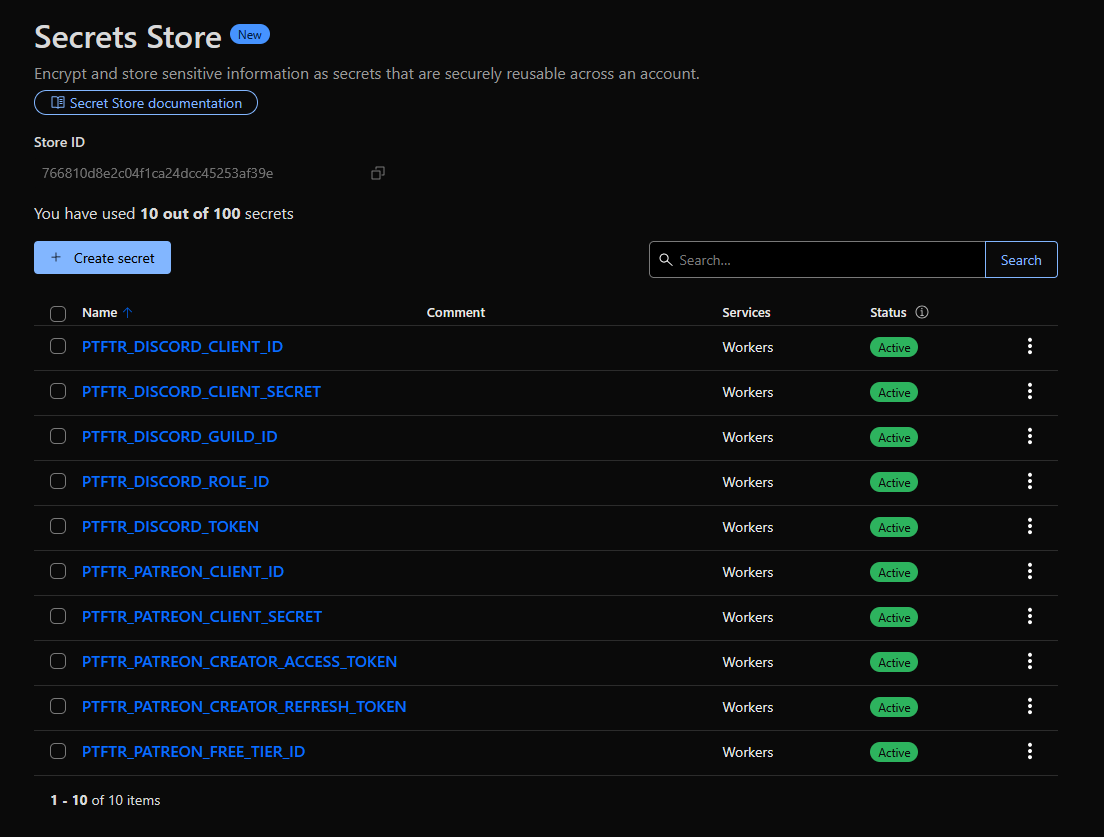 Secrets Store New
Encrypt and store sensitive information as secrets that are securely reusable across an account.
Secret Store documentation
Store ID
766810d8e2c04f1ca24dcc45253af39e
You have used 10 out of 100 secrets
+ Create secret
Search...
Search
Name ↑ Comment Services Status
PTFTR_DISCORD_CLIENT_ID Workers Active
PTFTR_DISCORD_CLIENT_SECRET Workers Active
PTFTR_DISCORD_GUILD_ID Workers Active
PTFTR_DISCORD_ROLE_ID Workers Active
PTFTR_DISCORD_TOKEN Workers Active
PTFTR_PATREON_CLIENT_ID Workers Active
PTFTR_PATREON_CLIENT_SECRET Workers Active
PTFTR_PATREON_CREATOR_ACCESS_TOKEN Workers Active
PTFTR_PATREON_CREATOR_REFRESH_TOKEN Workers Active
PTFTR_PATREON_FREE_TIER_ID Workers Active
1 - 10 of 10 items